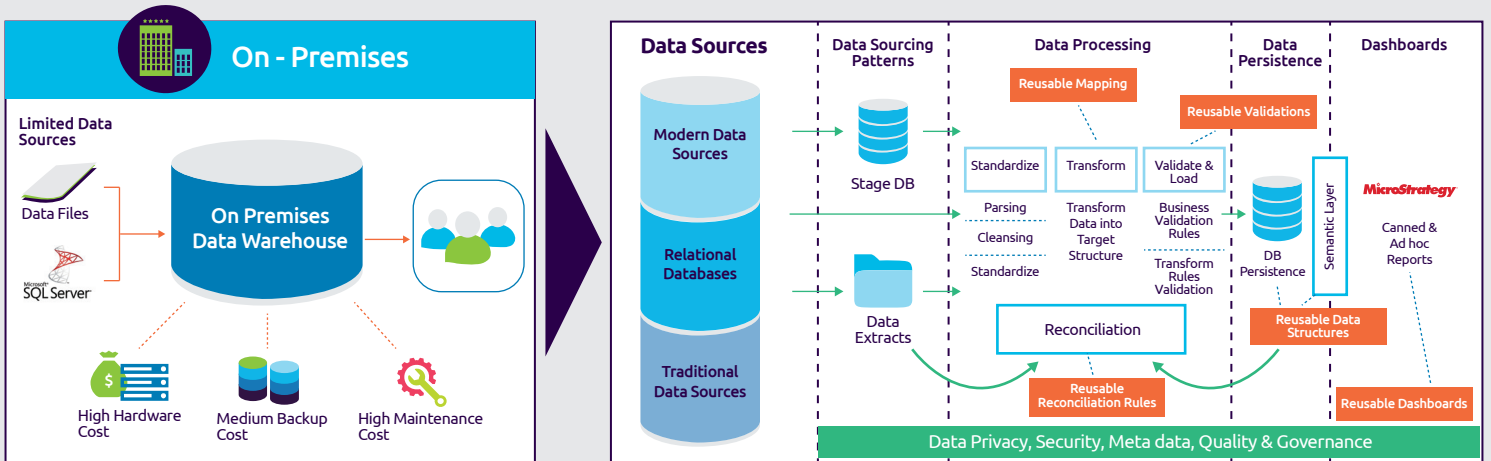 On - Premises
Limited Data
Sources
Data Files
Microsoft®
SQL Server®
On Premises
Data Warehouse
$
High Hardware
Cost
Medium Backup
Cost
High Maintenance
Cost
Data Sources
Modern Data
Sources
Relational
Databases
Traditional
Data Sources
Data Sourcing
Patterns
Stage DB
Data
Extracts
Data Processing
Reusable Mapping
Reusable Validations
Standardize
Transform
Validate &
Load
Parsing
Cleansing
Standardize
Transform
Data into
Target
Structure
Business
Validation
Rules
Transform
Rules
Validation
Reconciliation
Reusable
Reconciliation Rules
Data
Persistence
DB
Persistence
Semantic Layer
Reusable Data
Structures
Dashboards
MicroStrategy
Canned &
Ad hoc
Reports
Reusable Dashboards
Data Privacy, Security, Meta data, Quality & Governance